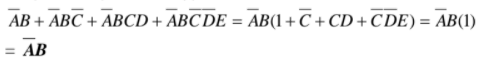 A̅B + A̅BC̅ + A̅BCD + A̅BC̅D̅E = A̅B(1 + C̅ + CD + C̅D̅E) = A̅B(1)
= A̅B